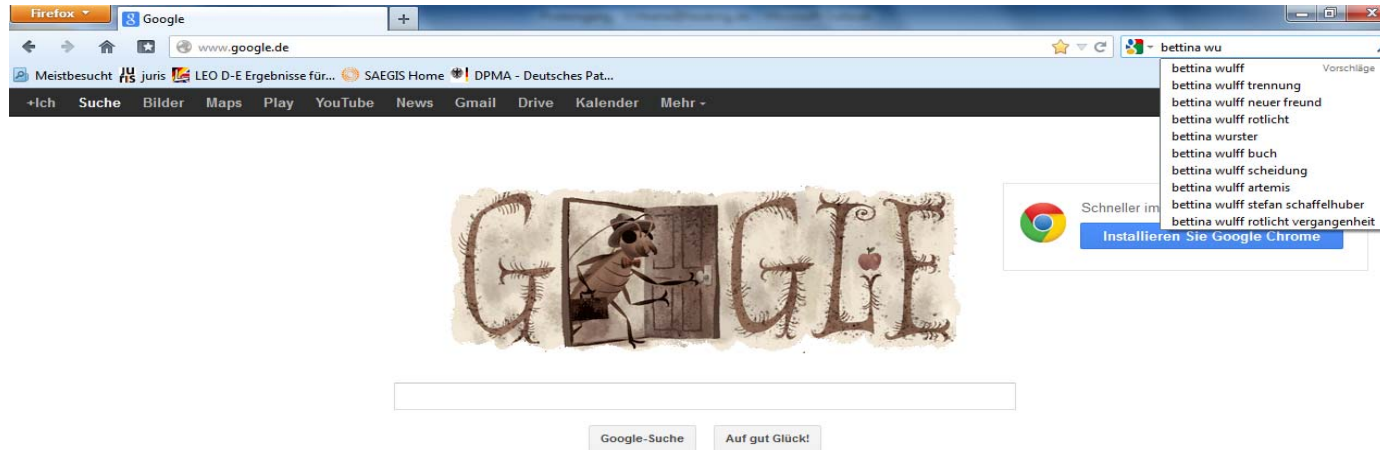 Firefox
Google
www.google.de
bettina wu
Meistbesucht juris LEO D-E Ergebnisse für... SAEGIS Home DPMA - Deutsches Pat...
bettina wulff Vorschläge
bettina wulff trennung
bettina wulff neuer freund
bettina wulff rotlicht
bettina wurster
bettina wulff buch
bettina wulff scheidung
bettina wulff artemis
bettina wulff stefan schaffelhuber
bettina wulff rotlicht vergangenheit
+Ich Suche Bilder Maps Play YouTube News Gmail Drive Kalender Mehr
GOOGLE
Schneller im
Installieren Sie Google Chrome
Google-Suche Auf gut Glück!